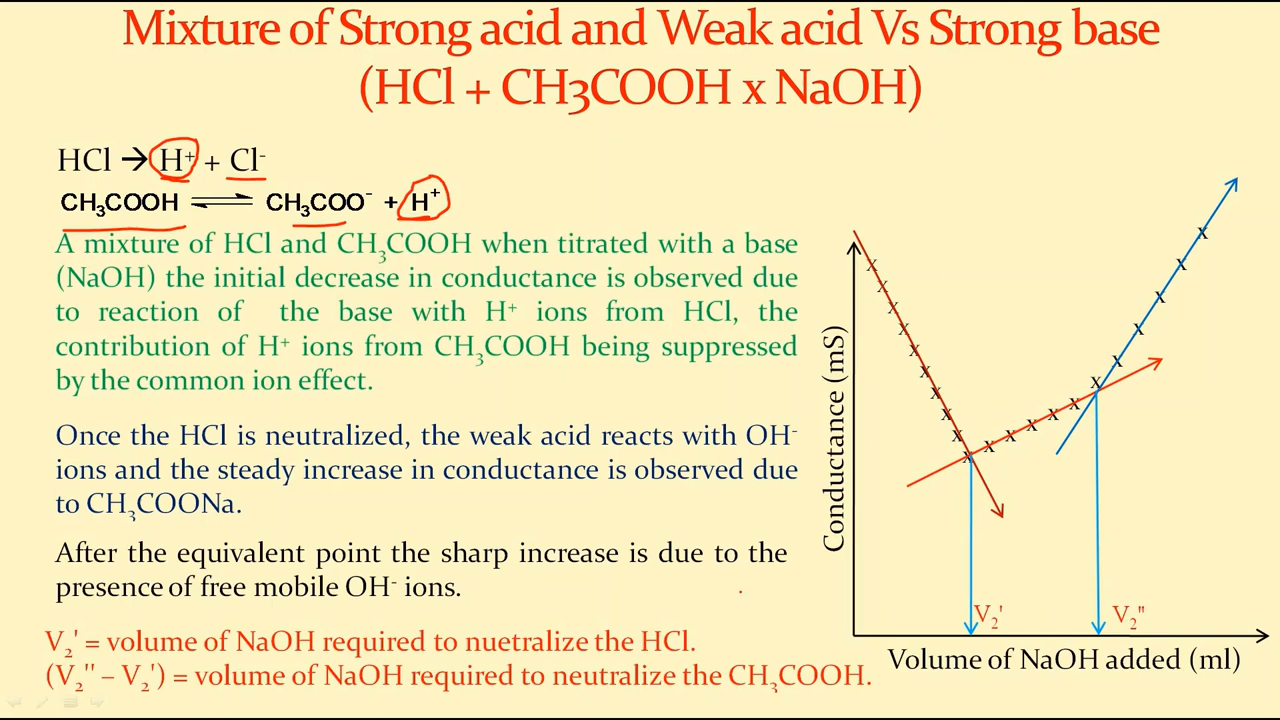 Mixture of Strong acid and Weak acid Vs Strong base
(HCl + CH3COOH x NaOH)
HCl → H⁺ + Cl⁻
CH₃COOH ⇌ CH₃COO⁻ + H⁺
A mixture of HCl and CH₃COOH when titrated with a base
(NaOH) the initial decrease in conductance is observed due
to reaction of the base with H⁺ ions from HCl, the
contribution of H⁺ ions from CH₃COOH being suppressed
by the common ion effect.
Once the HCl is neutralized, the weak acid reacts with OH⁻
ions and the steady increase in conductance is observed due
to CH₃COONa.
After the equivalent point the sharp increase is due to the
presence of free mobile OH⁻ ions.
V₂' = volume of NaOH required to nuetralize the HCl.
(V₂'' – V₂') = volume of NaOH required to neutralize the CH₃COOH.
Conductance (mS)
V₂'
V₂"
Volume of NaOH added (ml)